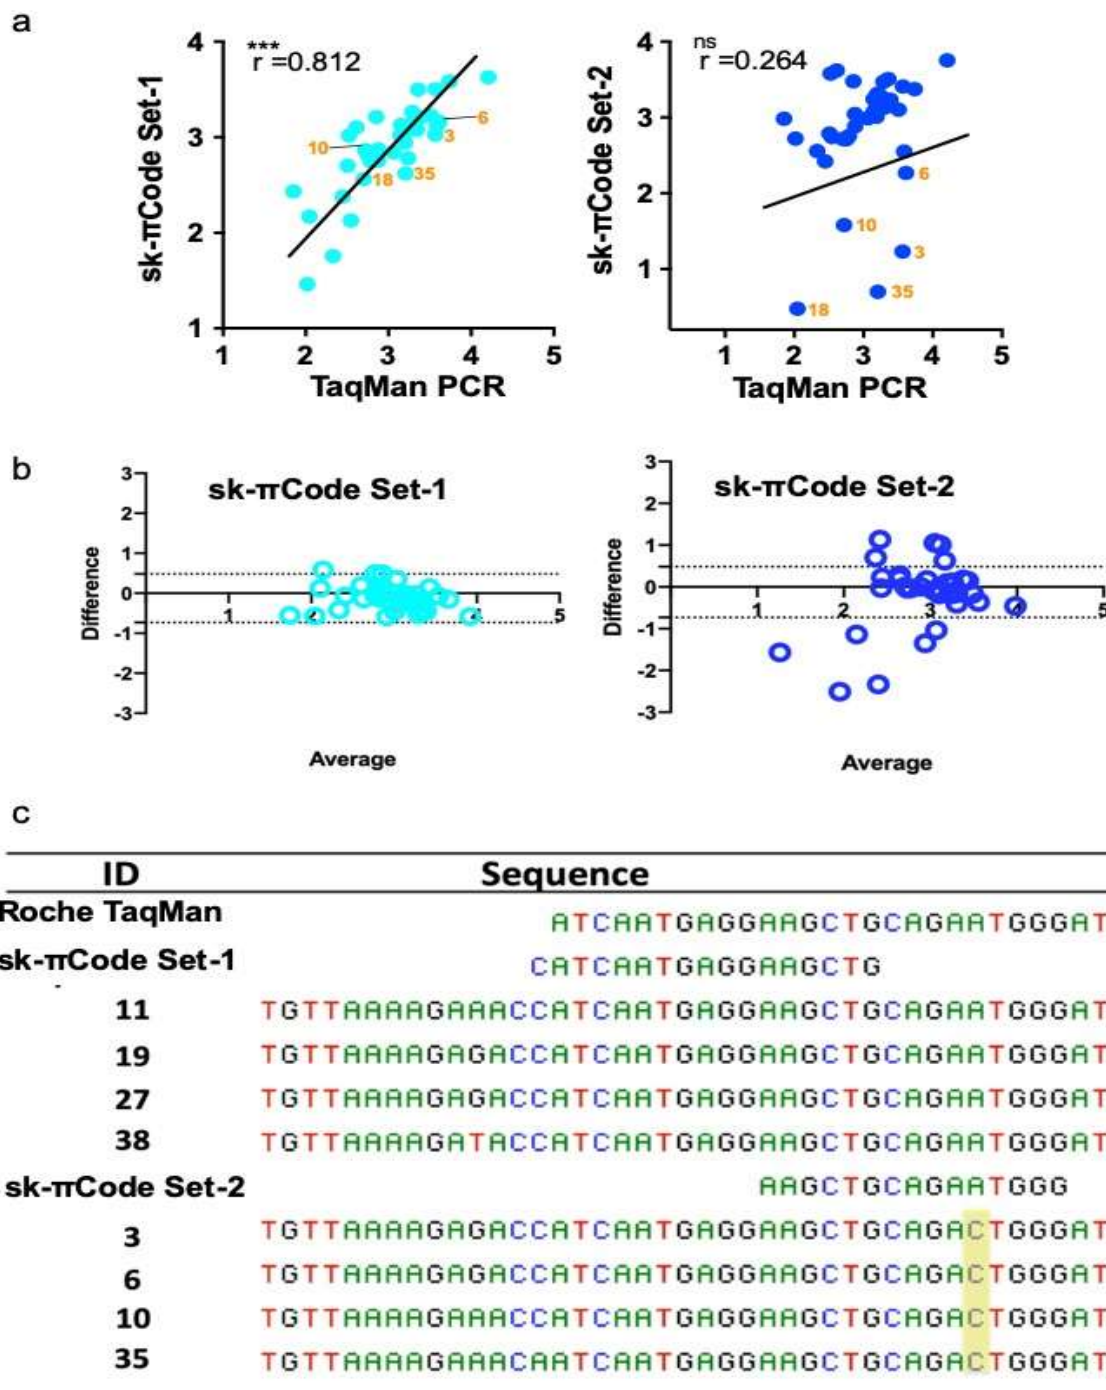 a
4
3
2
1
sk-πCode Set-1
***
r =0.812
10
6
3
18
35
1 2 3 4 5
TaqMan PCR
4
3
2
1
sk-πCode Set-2
ns
r =0.264
6
10
3
35
18
1 2 3 4 5
TaqMan PCR
b
sk-πCode Set-1
3
2
1
0
-1
-2
-3
Difference
1 2 3 4 5
Average
sk-πCode Set-2
3
2
1
0
-1
-2
-3
Difference
1 2 3 4 5
Average
c
ID Sequence
Roche TaqMan ATCAATGAGGAAGCTGCAGAATGGGAT
sk-πCode Set-1 CATCAATGAGGAAGCTG
11 TGTTAAAAGAAACCATCAATGAGGAAGCTGCAGAATGGGAT
19 TGTTAAAAGAGACCATCAATGAGGAAGCTGCAGAATGGGAT
27 TGTTAAAAGAGACCATCAATGAGGAAGCTGCAGAATGGGAT
38 TGTTAAAAGATACCATCAATGAGGAAGCTGCAGAATGGGAT
sk-πCode Set-2 AAGCTGCAGAATGGG
3 TGTTAAAAGAGACCATCAATGAGGAAGCTGCAGACTGGGAT
6 TGTTAAAAGAGACCATCAATGAGGAAGCTGCAGACTGGGAT
10 TGTTAAAAGAAACCATCAATGAGGAAGCTGCAGACTGGGAT
35 TGTTAAAAGAAACAATCAATGAGGAAGCTGCAGACTGGGAT